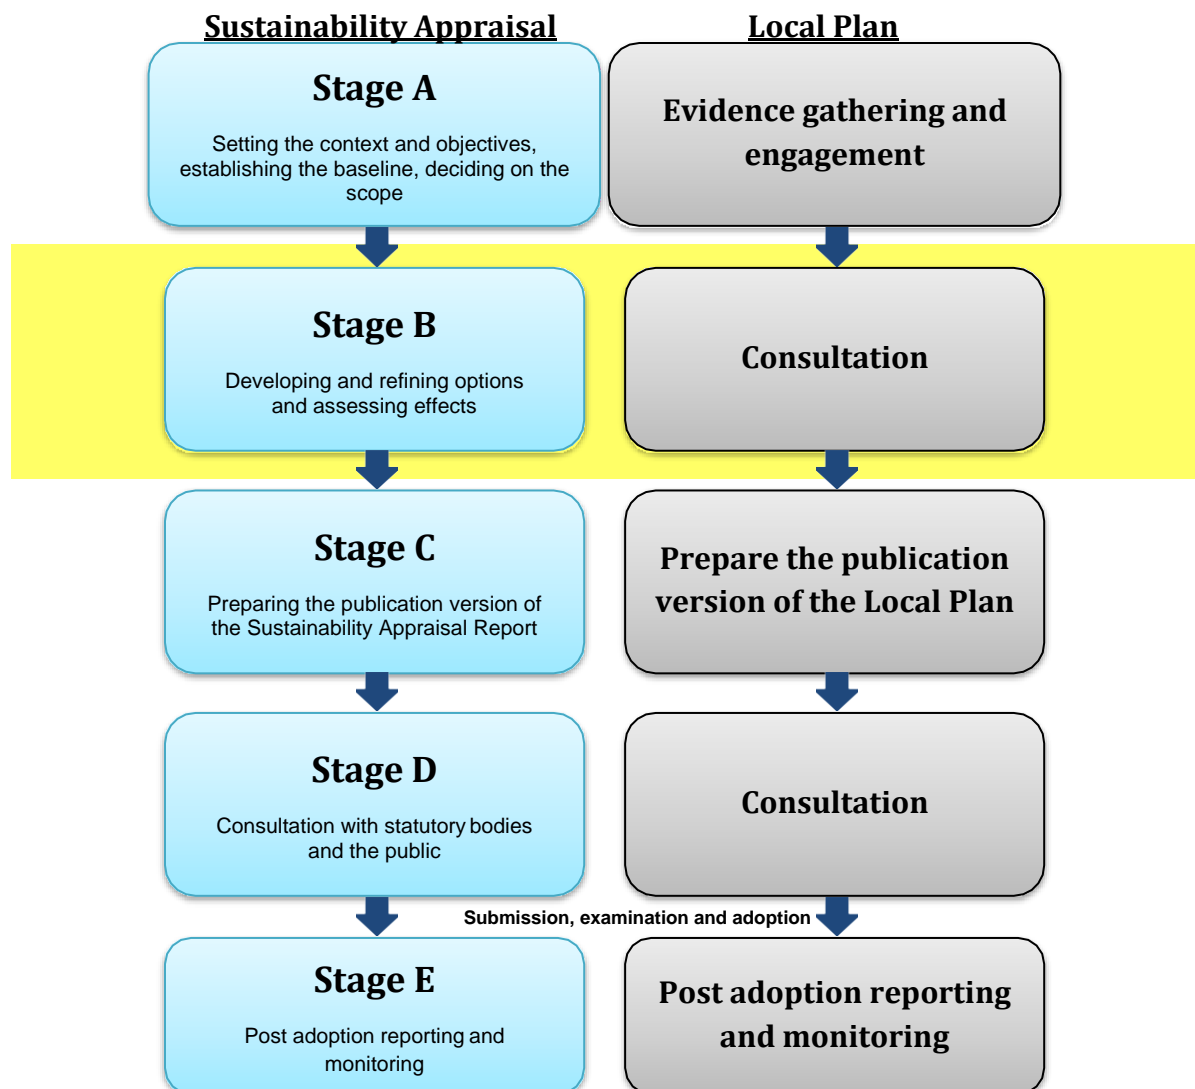 Sustainability Appraisal
Local Plan
Stage A
Setting the context and objectives,
establishing the baseline, deciding on the
scope
Evidence gathering and
engagement
Stage B
Developing and refining options
and assessing effects
Consultation
Stage C
Preparing the publication version of
the Sustainability Appraisal Report
Prepare the publication
version of the Local Plan
Stage D
Consultation with statutory bodies
and the public
Consultation
Submission, examination and adoption
Stage E
Post adoption reporting and
monitoring
Post adoption reporting
and monitoring